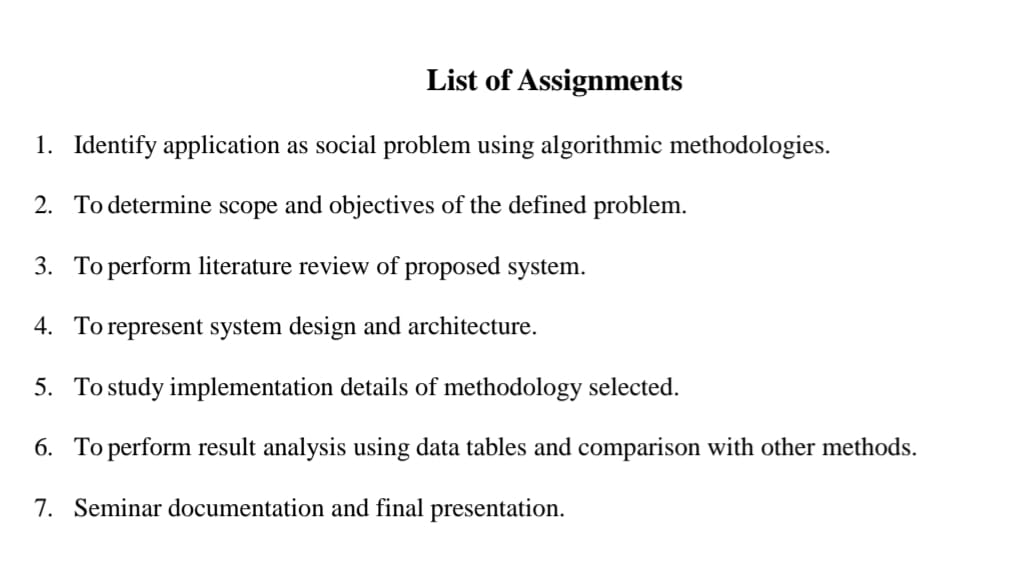 List of Assignments
1. Identify application as social problem using algorithmic methodologies.
2. To determine scope and objectives of the defined problem.
3. To perform literature review of proposed system.
4. To represent system design and architecture.
5. To study implementation details of methodology selected.
6. To perform result analysis using data tables and comparison with other methods.
7. Seminar documentation and final presentation.